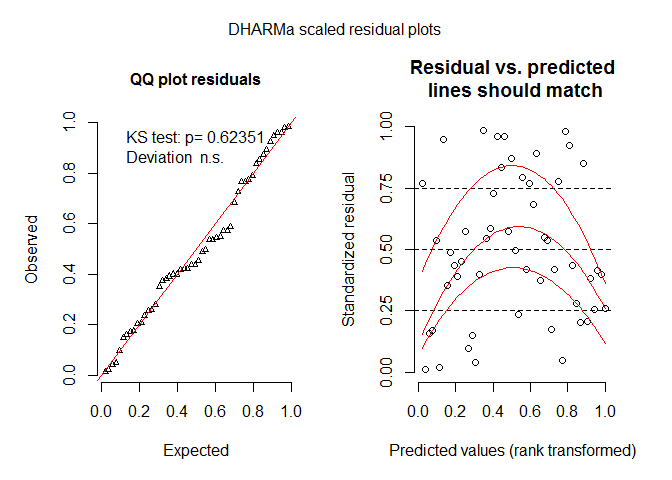 DHARMa scaled residual plots
QQ plot residuals
KS test: p= 0.62351
Deviation n.s.
Observed
0.0 0.2 0.4 0.6 0.8 1.0
0.0 0.2 0.4 0.6 0.8 1.0
Expected
Residual vs. predicted
lines should match
Standardized residual
0.00 0.25 0.50 0.75 1.00
0.0 0.2 0.4 0.6 0.8 1.0
Predicted values (rank transformed)